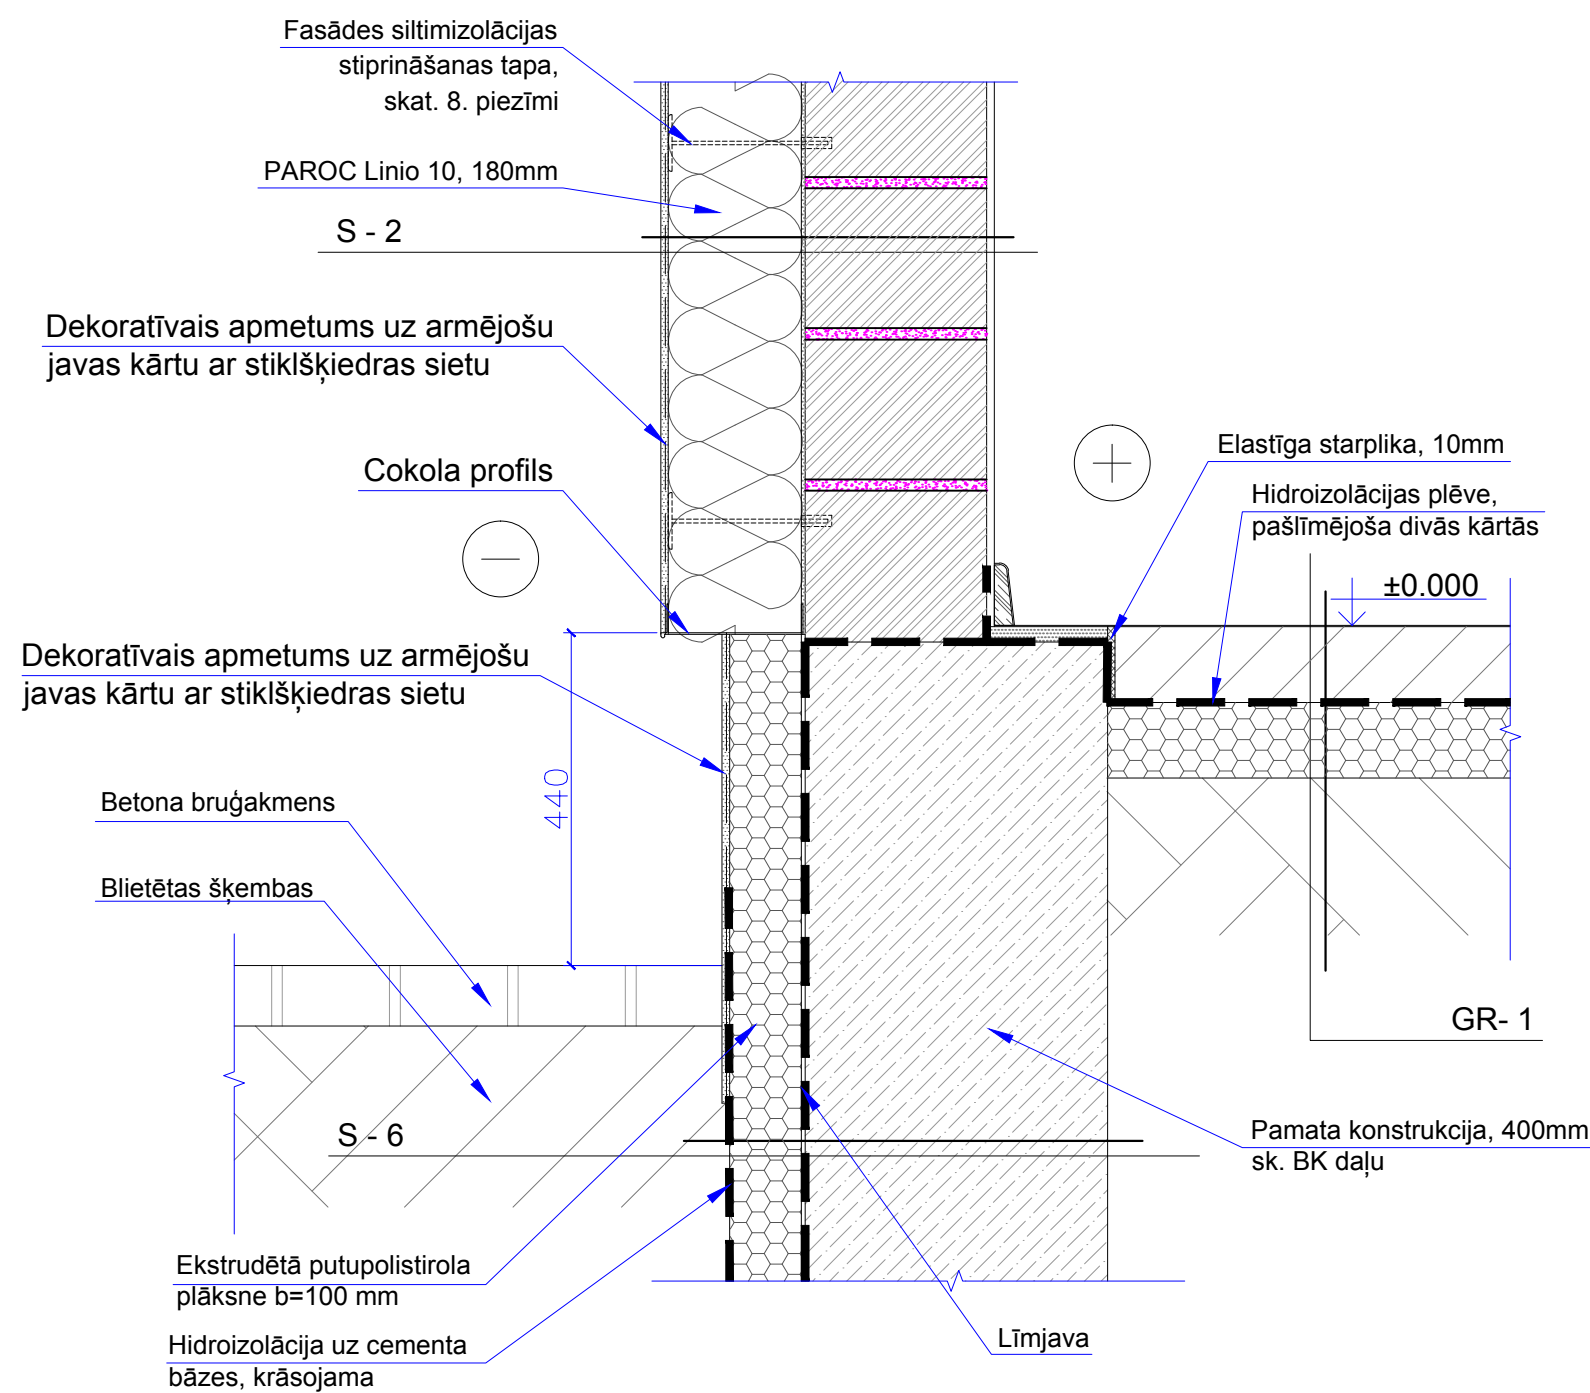 Fasādes siltimizolācijas
stiprināšanas tapa,
skat. 8. piezīmi
PAROC Linio 10, 180mm
S - 2
Dekoratīvais apmetums uz armējošu
javas kārtu ar stiklšķiedras sietu
Cokola profils
Elastīga starplika, 10mm
Hidroizolācijas plēve,
pašlīmējoša divās kārtās
±0.000
Dekoratīvais apmetums uz armējošu
javas kārtu ar stiklšķiedras sietu
440
Betona bruģakmens
Blietētas šķembas
GR- 1
S - 6
Pamata konstrukcija, 400mm
sk. BK daļu
Ekstrudētā putupolistirola
plāksne b=100 mm
Līmjava
Hidroizolācija uz cementa
bāzes, krāsojama